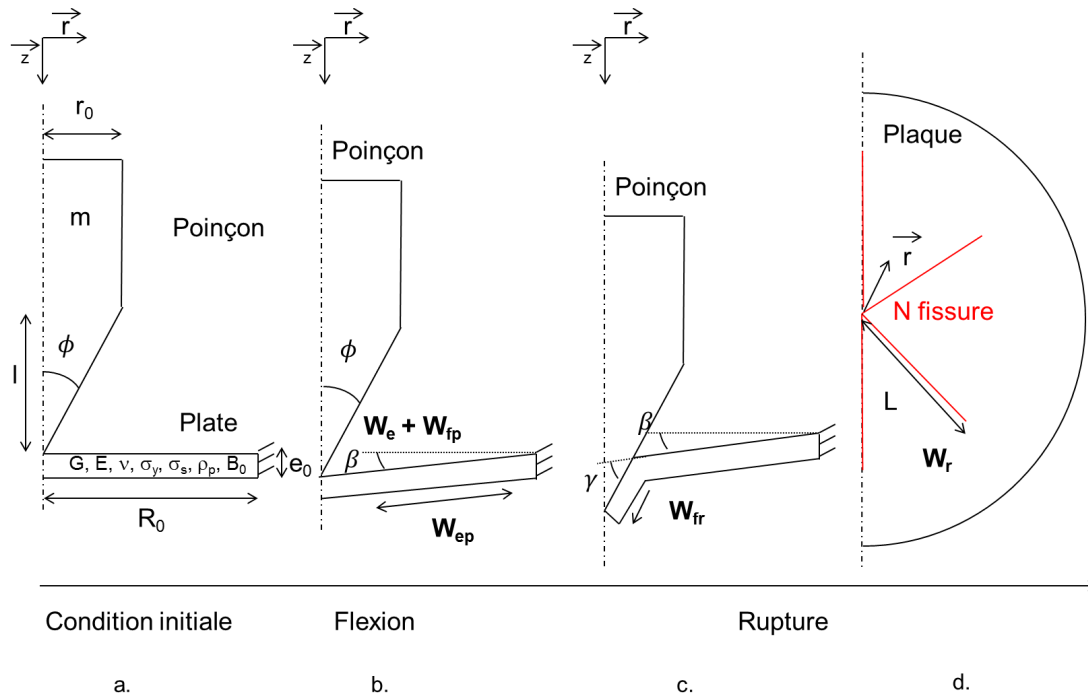 r
z
r₀
m
Poinçon
ϕ
l
Plate
G, E, ν, σy, σs, ρp, B₀
e₀
R₀
r
z
Poinçon
ϕ
We + Wfp
β
Wep
r
z
Poinçon
β
γ
Wfr
Plaque
r
N fissure
L
Wr
Condition initiale
Flexion
Rupture
a.
b.
c.
d.